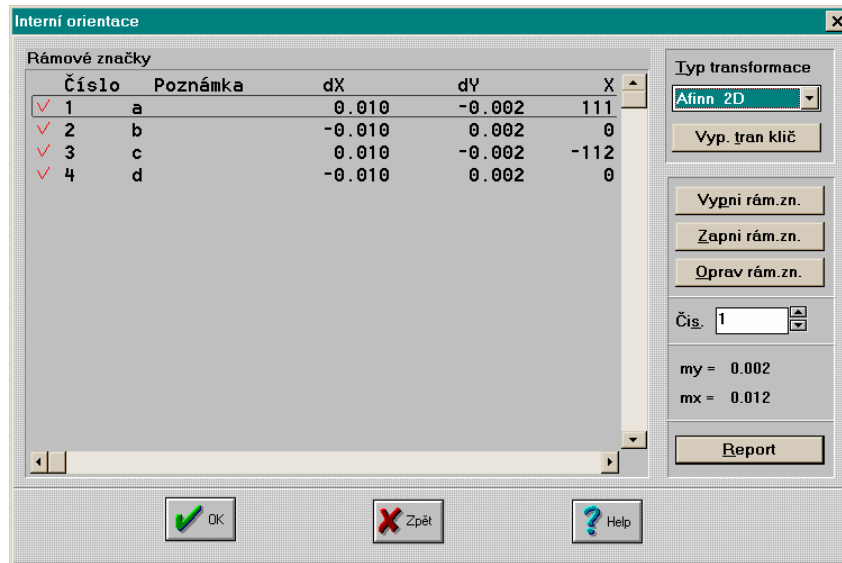 Interní orientace
Rámové značky
Číslo Poznámka dX dY X
1 a 0.010 -0.002 111
2 b -0.010 0.002 0
3 c 0.010 -0.002 -112
4 d -0.010 0.002 0
Typ transformace
Afinn 2D
Vyp. tran klič
Vypni rám.zn.
Zapni rám.zn.
Oprav rám.zn.
Čis. 1
my = 0.002
mx = 0.012
Report
OK Zpět Help